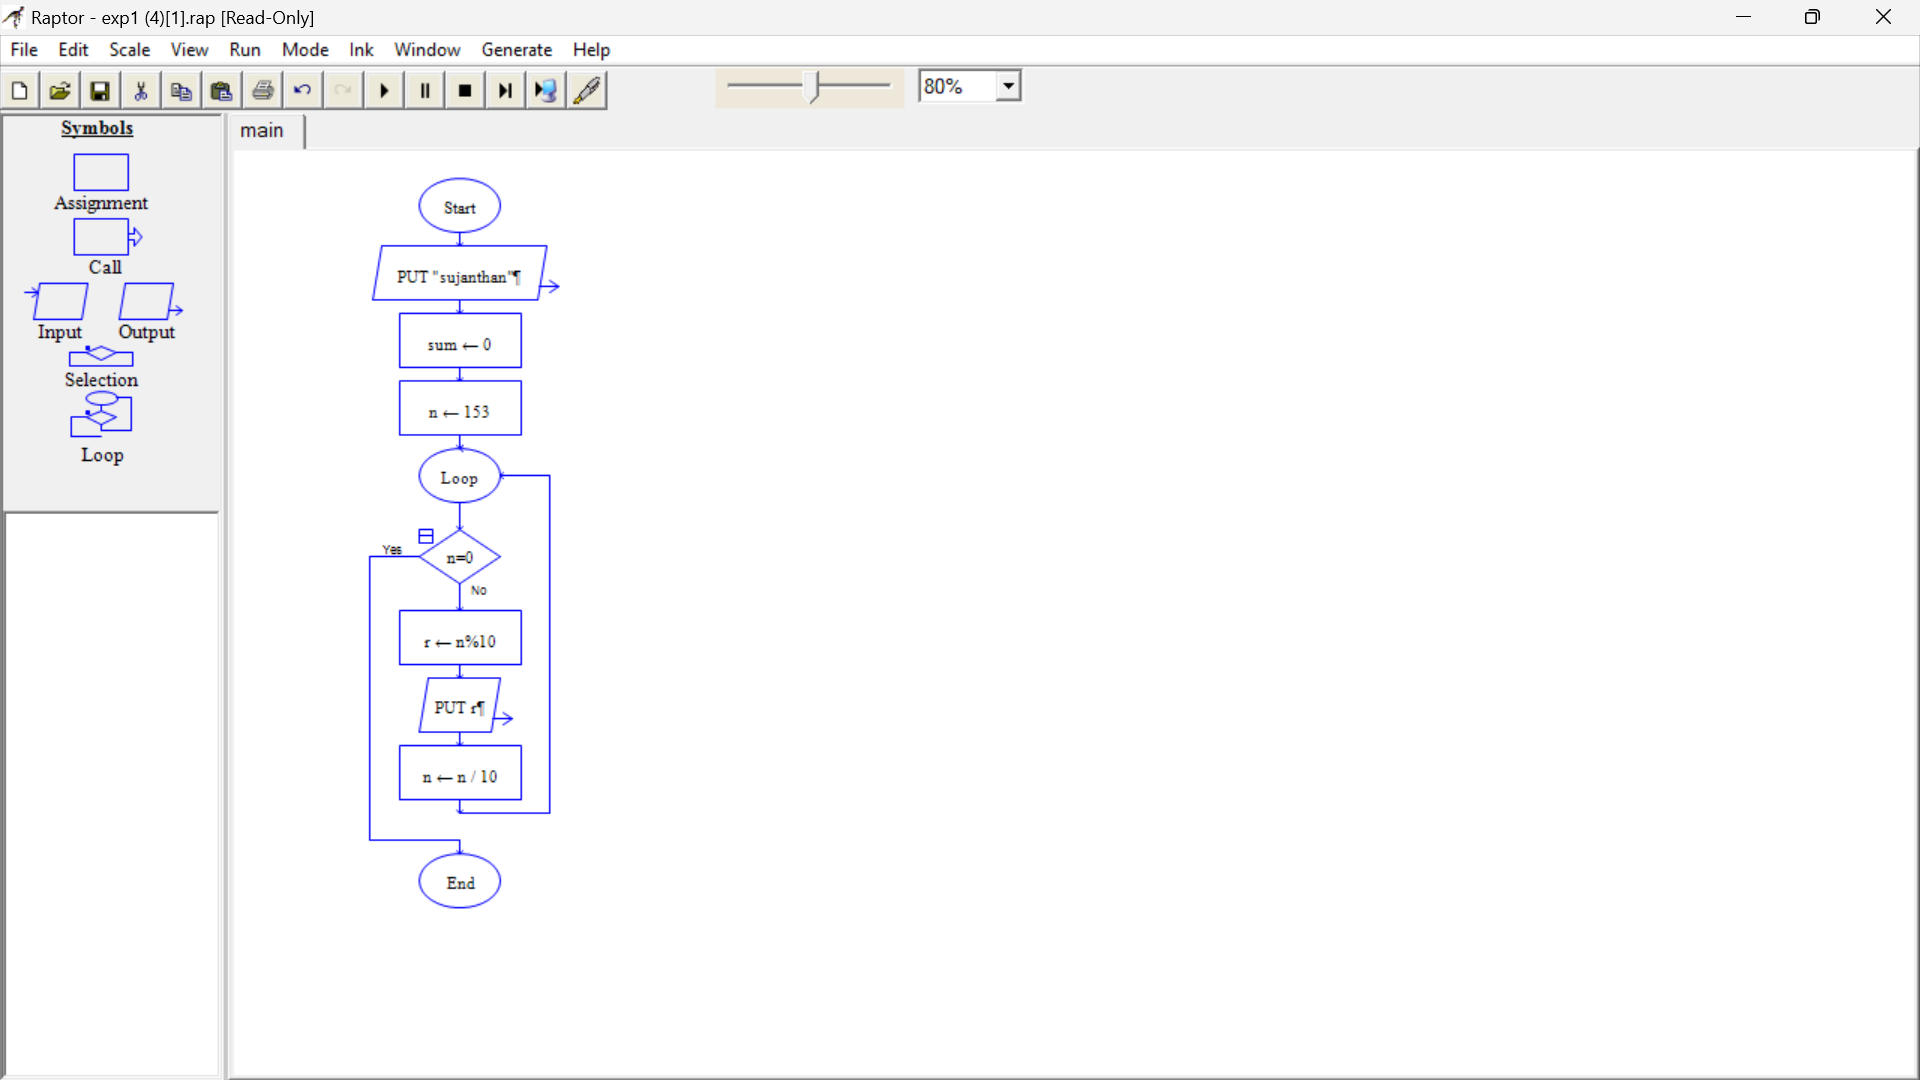 Raptor - exp1 (4)[1].rap [Read-Only]
File Edit Scale View Run Mode Ink Window Generate Help
80%
Symbols
Assignment
Call
Input Output
Selection
Loop
main
Start
PUT "sujanthan"¶
sum ← 0
n ← 153
Loop
Yes
n=0
No
r ← n%10
PUT r¶
n ← n / 10
End